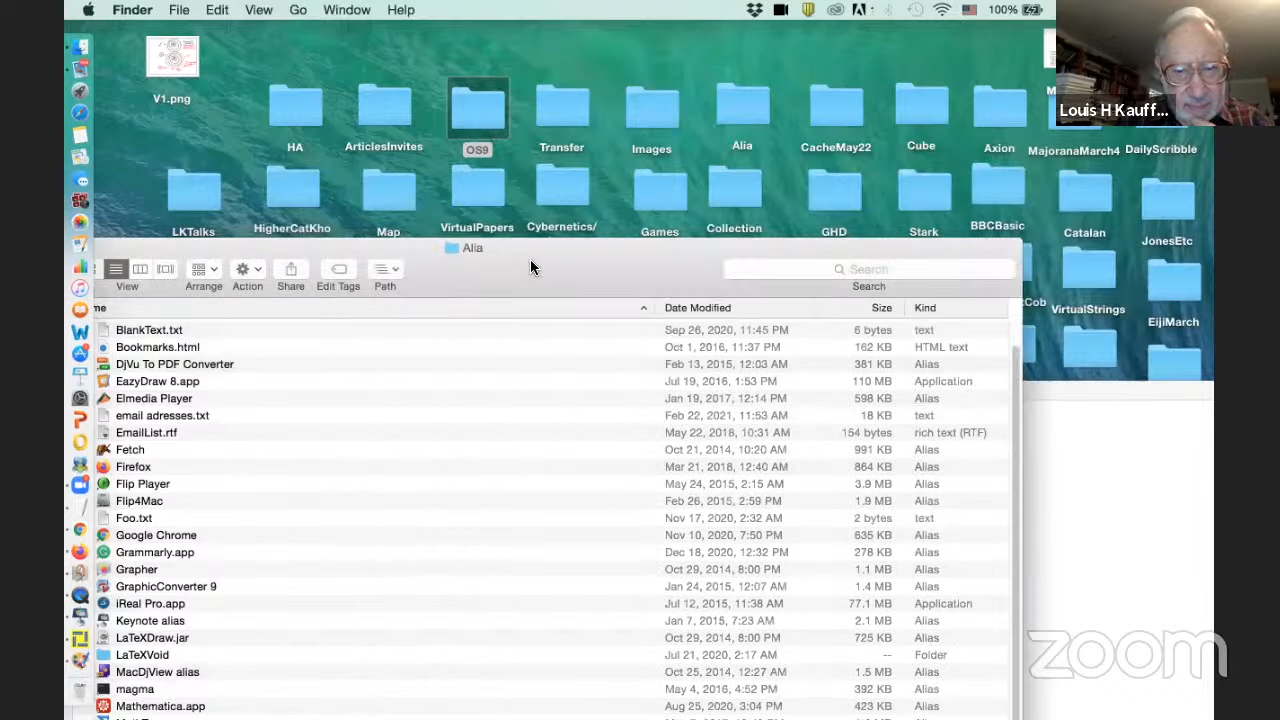 Finder File Edit View Go Window Help 100%
Louis H Kauff...
V1.png
HA ArticlesInvites OS9 Transfer Images Alia CacheMay22 Cube Axion MajoranaMarch4 DailyScribble
LKTalks HigherCatKho Map VirtualPapers Cybernetics/ Games Collection GHD Stark BBCBasic Catalan JonesEtc
VirtualStrings EijiMarch
Alia
Search
View Arrange Action Share Edit Tags Path Search
me Date Modified Size Kind
BlankText.txt Sep 26, 2020, 11:45 PM 6 bytes text
Bookmarks.html Oct 1, 2016, 11:37 PM 162 KB HTML text
DjVu To PDF Converter Feb 13, 2015, 12:03 AM 381 KB Alias
EazyDraw 8.app Jul 19, 2016, 1:53 PM 110 MB Application
Elmedia Player Jan 19, 2017, 12:14 PM 598 KB Alias
email adresses.txt Feb 22, 2021, 11:53 AM 18 KB text
EmailList.rtf May 22, 2018, 10:31 AM 154 bytes rich text (RTF)
Fetch Oct 21, 2014, 10:20 AM 991 KB Alias
Firefox Mar 21, 2018, 12:40 AM 864 KB Alias
Flip Player May 24, 2015, 2:15 AM 3.9 MB Alias
Flip4Mac Feb 26, 2015, 2:59 PM 1.9 MB Alias
Foo.txt Nov 17, 2020, 2:32 AM 2 bytes text
Google Chrome Nov 10, 2020, 7:50 PM 635 KB Alias
Grammarly.app Dec 18, 2020, 12:32 PM 278 KB Alias
Grapher Oct 29, 2014, 8:00 PM 1.1 MB Alias
GraphicConverter 9 Jan 24, 2015, 12:07 AM 1.4 MB Alias
iReal Pro.app Jul 12, 2015, 11:38 AM 77.1 MB Application
Keynote alias Jan 7, 2015, 7:23 AM 2.1 MB Alias
LaTeXDraw.jar Oct 29, 2014, 8:00 PM 725 KB Alias
LaTeXVoid Jul 21, 2020, 2:17 AM -- Folder
MacDjView alias Oct 25, 2014, 12:27 AM 1.5 MB Alias
magma May 4, 2016, 4:52 PM 392 KB Alias
Mathematica.app Aug 25, 2020, 3:04 PM 423 KB Alias
zoom